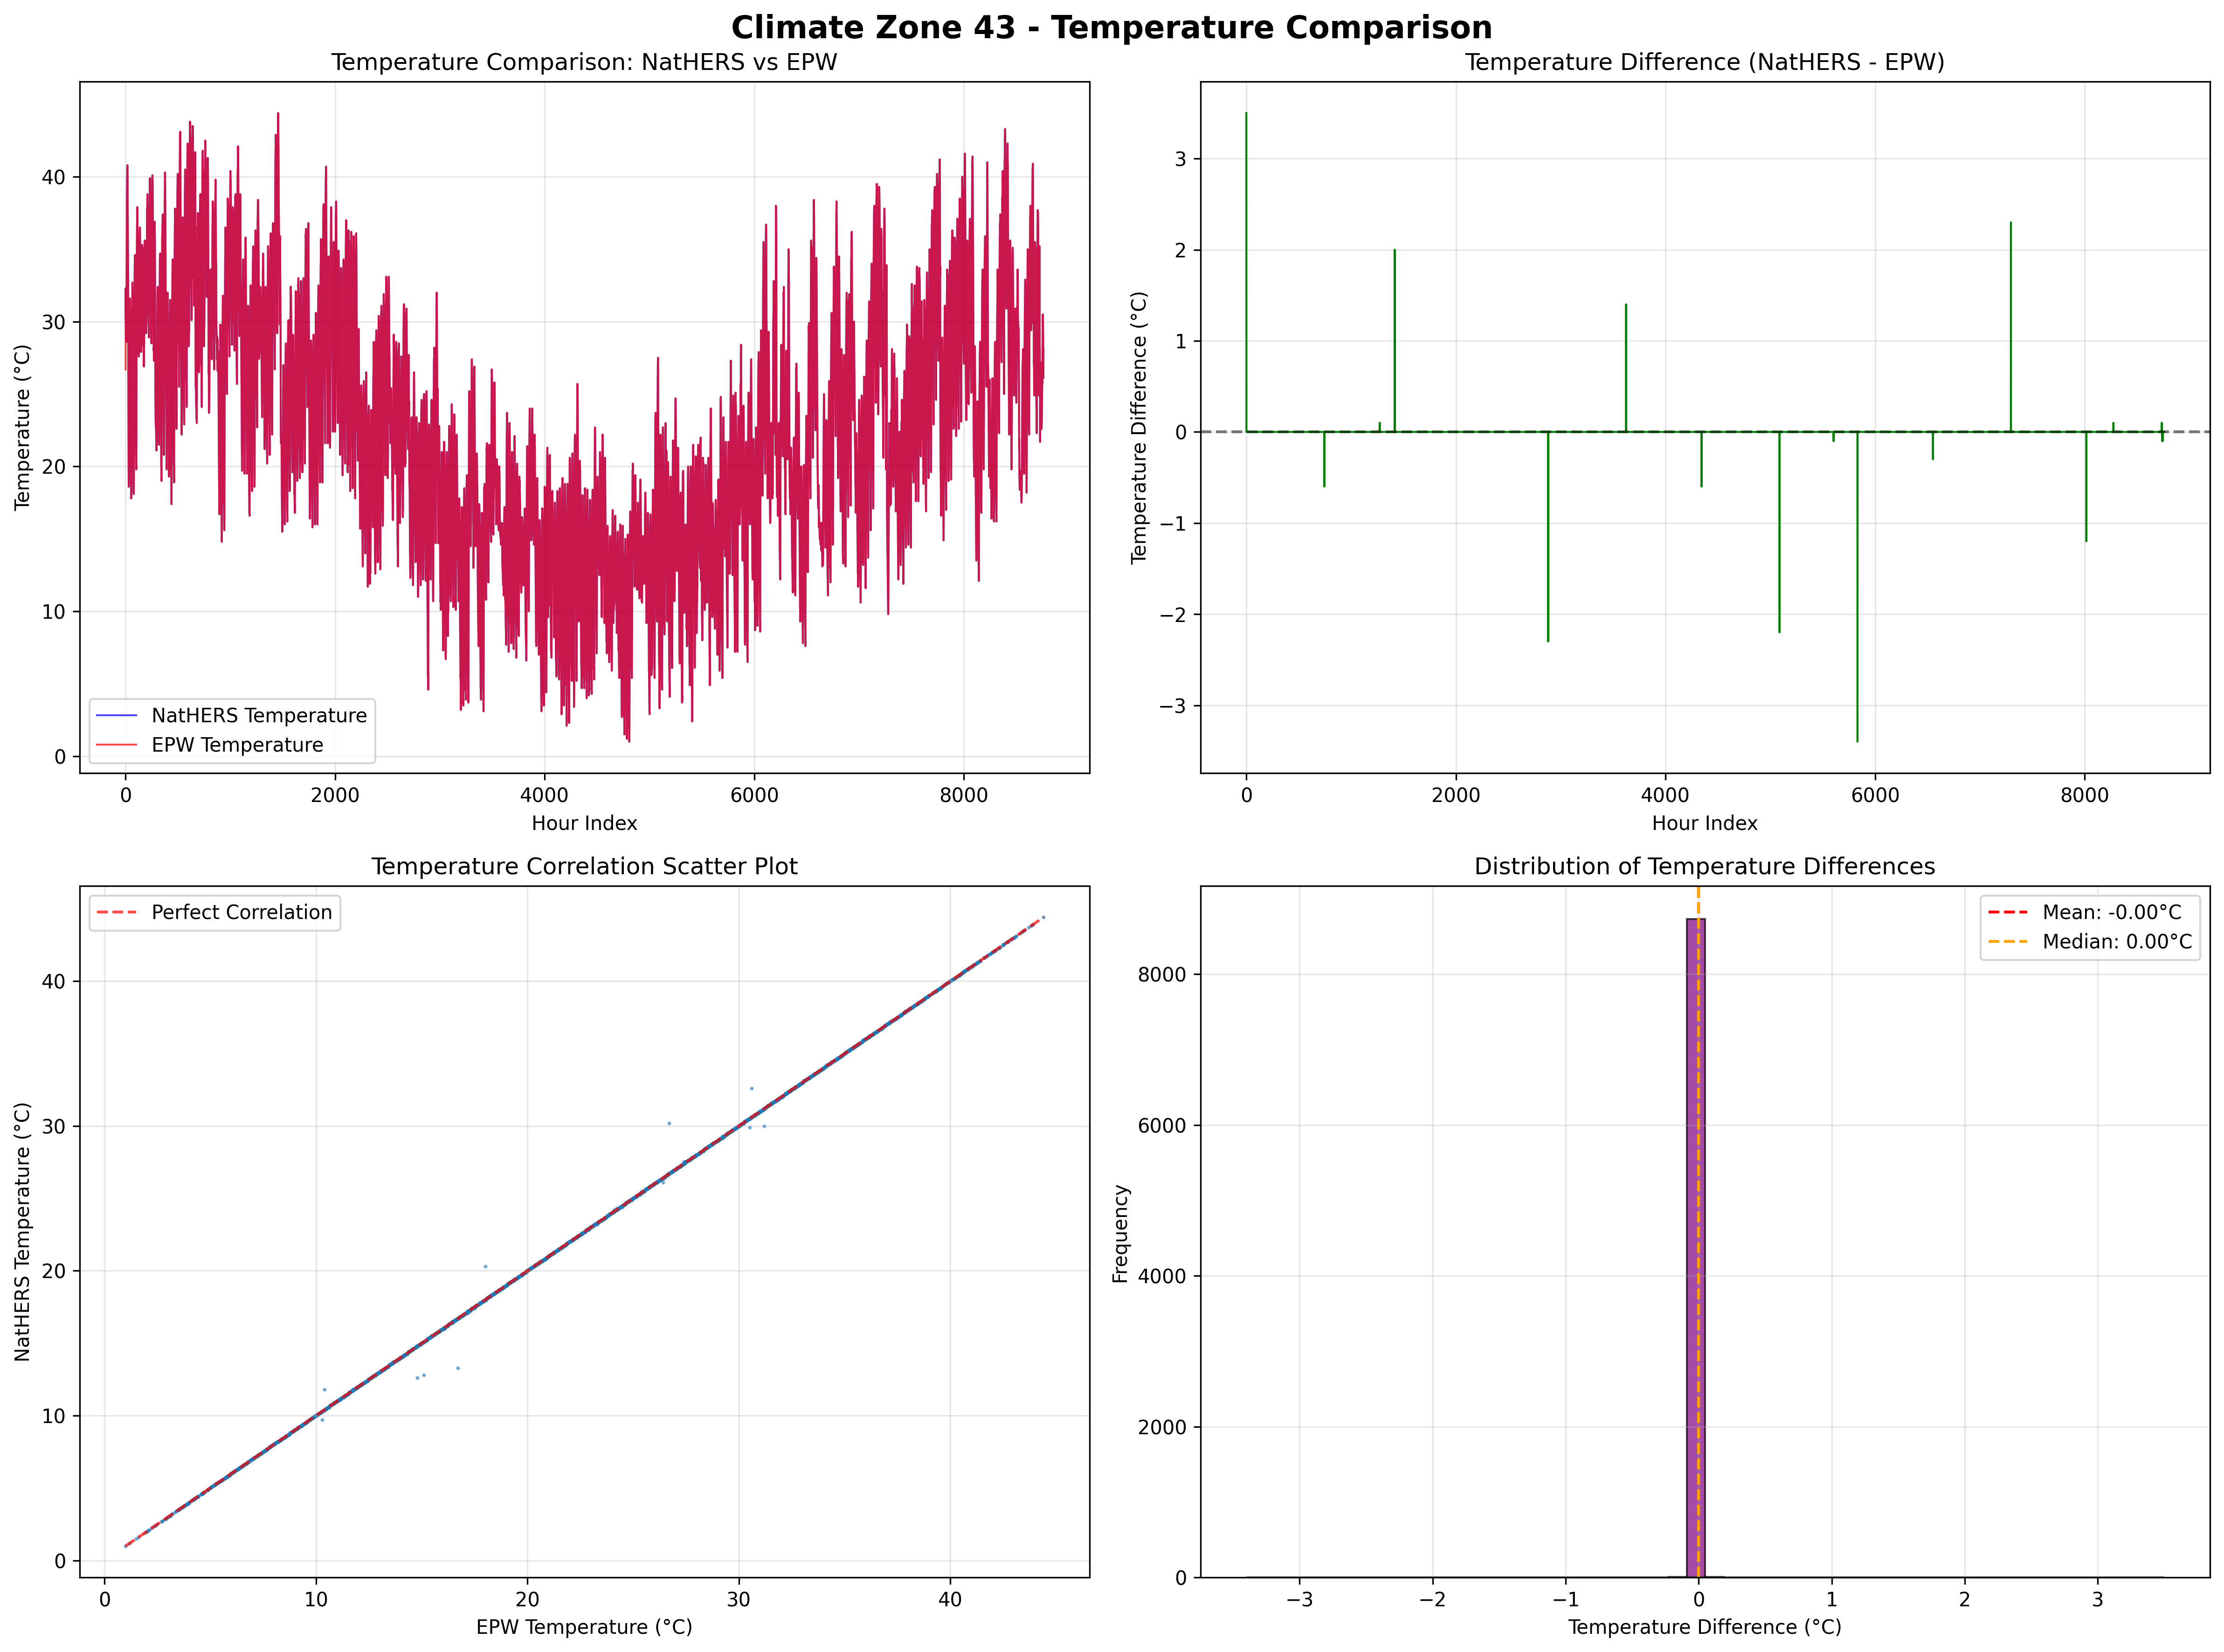 Climate Zone 43 - Temperature Comparison
Temperature Comparison: NatHERS vs EPW
Temperature (°C)
40
30
20
10
0
NatHERS Temperature
EPW Temperature
0 2000 4000 6000 8000
Hour Index
Temperature Difference (NatHERS - EPW)
Temperature Difference (°C)
3
2
1
0
−1
−2
−3
0 2000 4000 6000 8000
Hour Index
Temperature Correlation Scatter Plot
Perfect Correlation
NatHERS Temperature (°C)
40
30
20
10
0
0 10 20 30 40
EPW Temperature (°C)
Distribution of Temperature Differences
Mean: -0.00°C
Median: 0.00°C
Frequency
8000
6000
4000
2000
0
−3 −2 −1 0 1 2 3
Temperature Difference (°C)